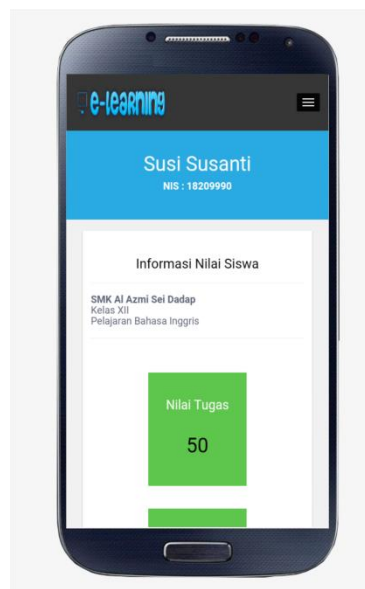 e-learning
Susi Susanti
NIS : 18209990
Informasi Nilai Siswa
SMK Al Azmi Sei Dadap
Kelas XII
Pelajaran Bahasa Inggris
Nilai Tugas
50